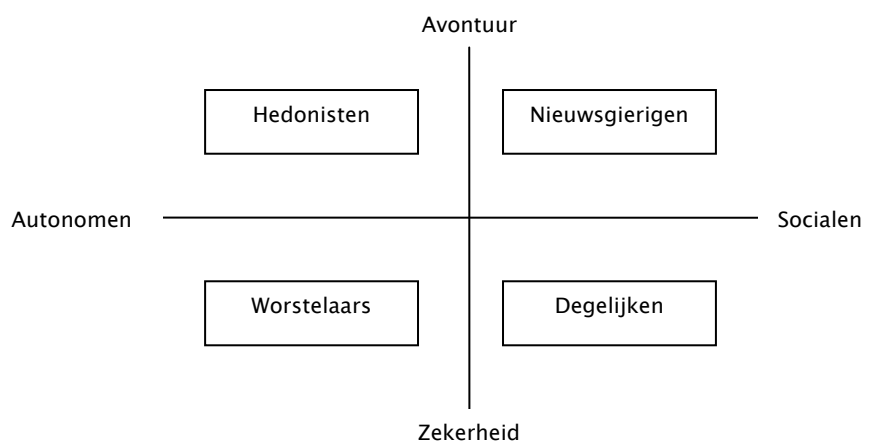 Avontuur
Hedonisten
Nieuwsgierigen
Autonomen
Socialen
Worstelaars
Degelijken
Zekerheid